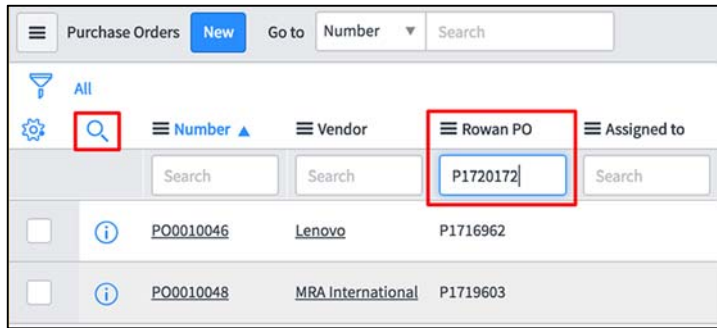 Purchase Orders New Go to Number Search
All
Number Vendor Rowan PO Assigned to
Search Search P1720172 Search
PO0010046 Lenovo P1716962
PO0010048 MRA International P1719603